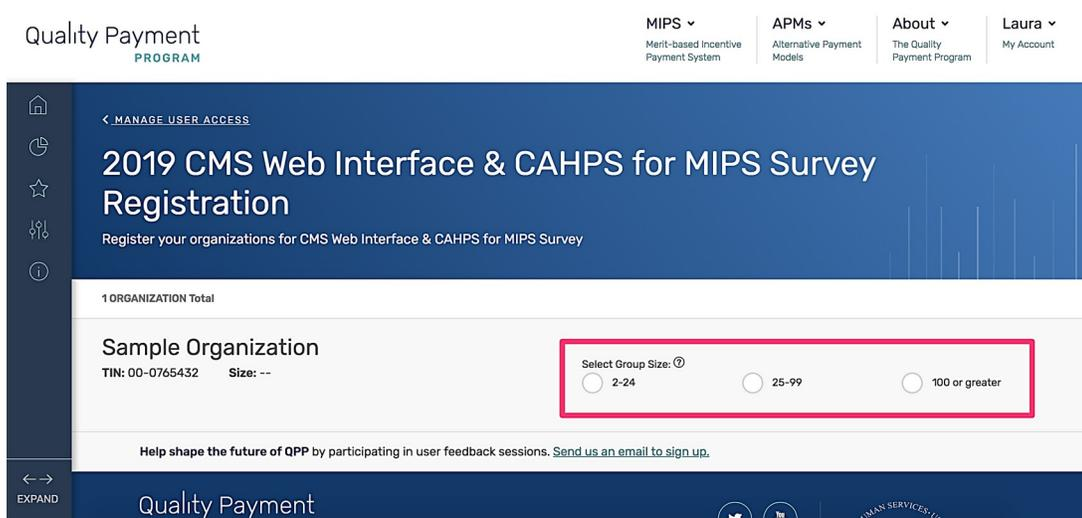 Quality Payment
PROGRAM
MIPS
Merit-based Incentive
Payment System
APMs
Alternative Payment
Models
About
The Quality
Payment Program
Laura
My Account
MANAGE USER ACCESS
2019 CMS Web Interface & CAHPS for MIPS Survey
Registration
Register your organizations for CMS Web Interface & CAHPS for MIPS Survey
1 ORGANIZATION Total
Sample Organization
TIN: 00-0765432 Size: --
Select Group Size: ?
2-24 25-99 100 or greater
Help shape the future of QPP by participating in user feedback sessions. Send us an email to sign up.
EXPAND
Quality Payment
You
HUMAN SERVICES